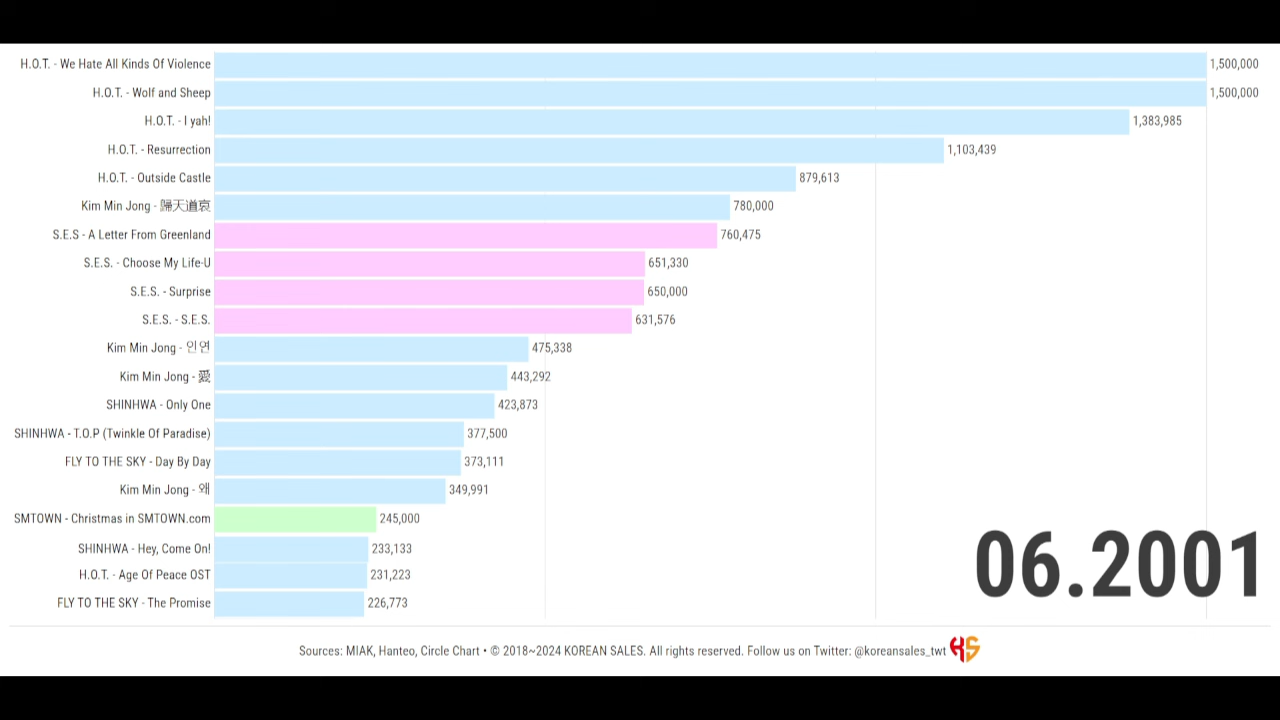 H.O.T. - We Hate All Kinds Of Violence 1,500,000
H.O.T. - Wolf and Sheep 1,500,000
H.O.T. - I yah! 1,383,985
H.O.T. - Resurrection 1,103,439
H.O.T. - Outside Castle 879,613
Kim Min Jong - 歸天道哀 780,000
S.E.S - A Letter From Greenland 760,475
S.E.S. - Choose My Life-U 651,330
S.E.S. - Surprise 650,000
S.E.S. - S.E.S. 631,576
Kim Min Jong - 인연 475,338
Kim Min Jong - 愛 443,292
SHINHWA - Only One 423,873
SHINHWA - T.O.P (Twinkle Of Paradise) 377,500
FLY TO THE SKY - Day By Day 373,111
Kim Min Jong - 왜 349,991
SMTOWN - Christmas in SMTOWN.com 245,000
SHINHWA - Hey, Come On! 233,133
H.O.T. - Age Of Peace OST 231,223
FLY TO THE SKY - The Promise 226,773
06.2001
Sources: MIAK, Hanteo, Circle Chart • © 2018~2024 KOREAN SALES. All rights reserved. Follow us on Twitter: @koreansales_twt KS